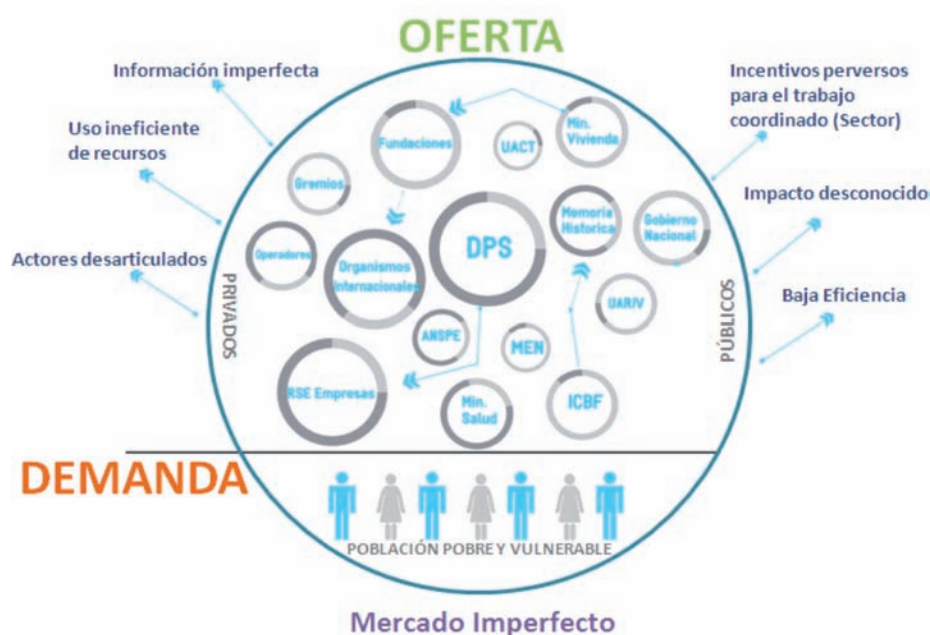 OFERTA
Información imperfecta
Uso ineficiente
de recursos
Actores desarticulados
Incentivos perversos
para el trabajo
coordinado (Sector)
Impacto desconocido
Baja Eficiencia
PRIVADOS
PÚBLICOS
Fundaciones
UACT
Min.
Vivienda
Gremios
Operadores
Organismos
Internacionales
DPS
Memoria
Historica
Gobierno
Nacional
UARIV
ANSPE
MEN
RSE Empresas
Min.
Salud
ICBF
DEMANDA
POBLACIÓN POBRE Y VULNERABLE
Mercado Imperfecto